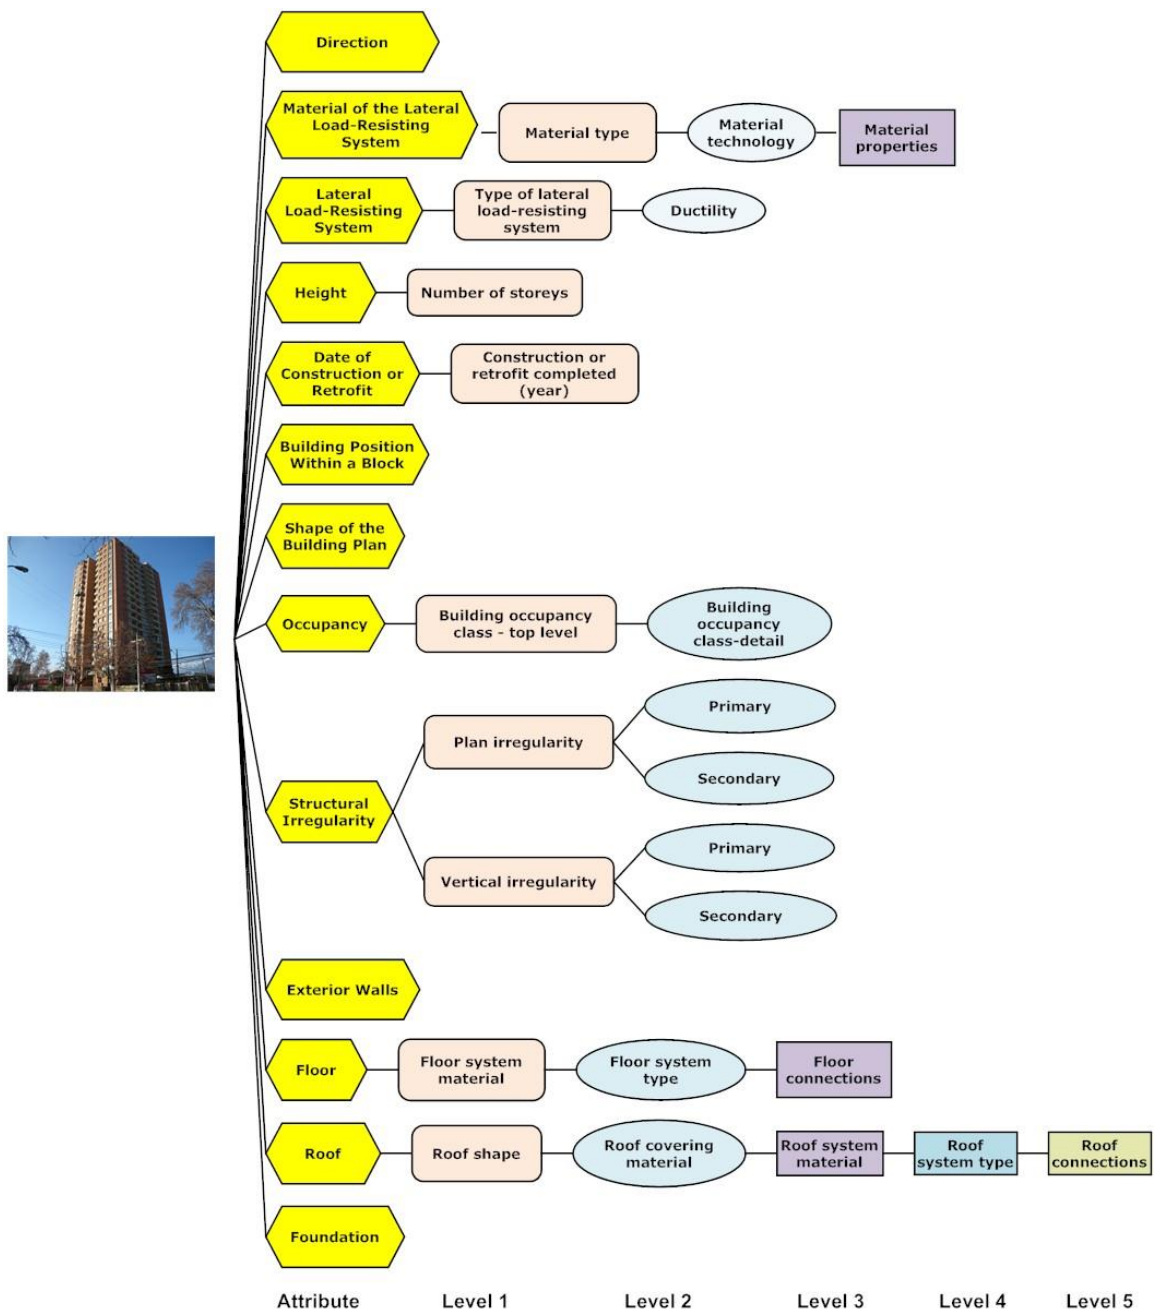 Direction
Material of the Lateral
Load-Resisting
System
Material type
Material
technology
Material
properties
Lateral
Load-Resisting
System
Type of lateral
load-resisting
system
Ductility
Height
Number of storeys
Date of
Construction or
Retrofit
Construction or
retrofit completed
(year)
Building Position
Within a Block
Shape of the
Building Plan
Occupancy
Building occupancy
class - top level
Building
occupancy
class-detail
Structural
Irregularity
Plan irregularity
Primary
Secondary
Vertical irregularity
Primary
Secondary
Exterior Walls
Floor
Floor system
material
Floor system
type
Floor
connections
Roof
Roof shape
Roof covering
material
Roof system
material
Roof
system type
Roof
connections
Foundation
Attribute
Level 1
Level 2
Level 3
Level 4
Level 5